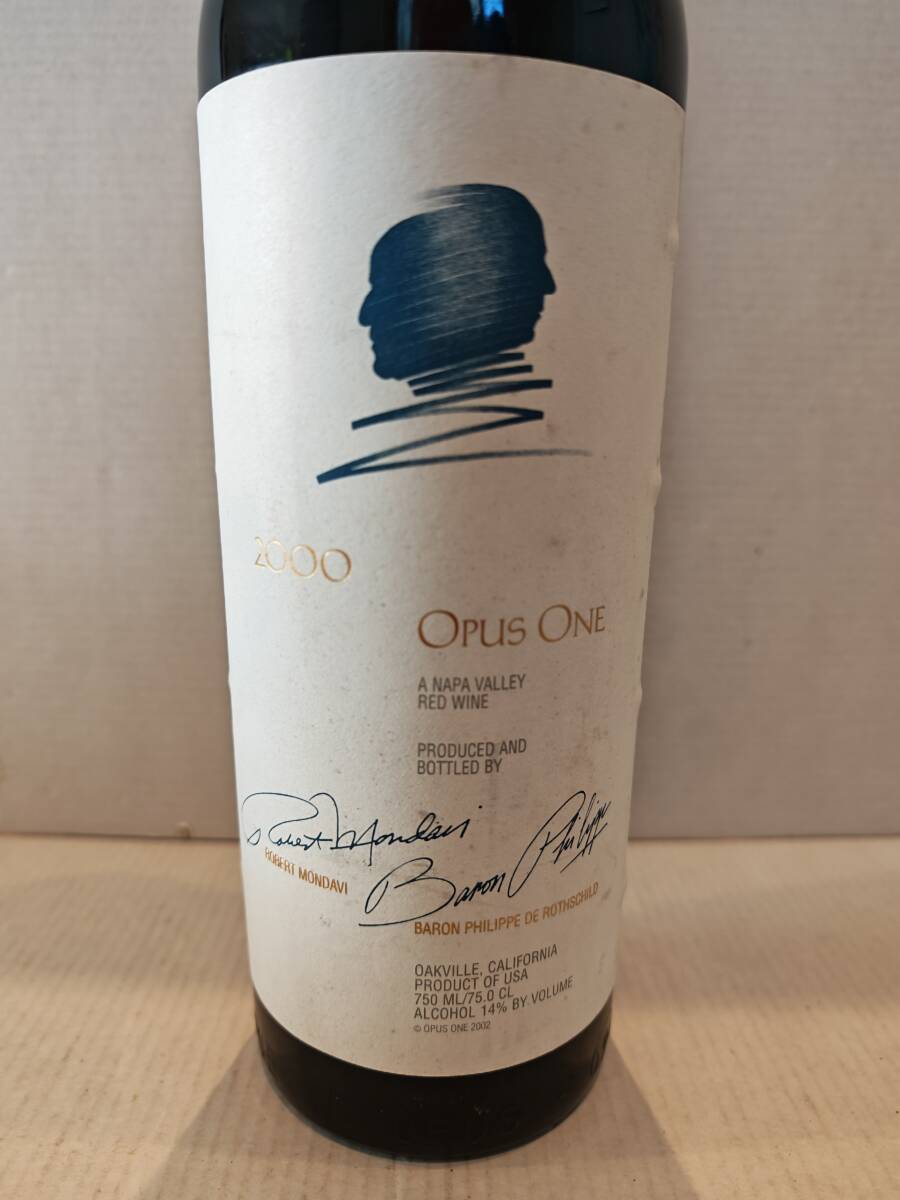 2000
OPUS ONE
A NAPA VALLEY
RED WINE
PRODUCED AND
BOTTLED BY
Robert Mondavi
ROBERT MONDAVI
Baron Philippe
BARON PHILIPPE DE ROTHSCHILD
OAKVILLE, CALIFORNIA
PRODUCT OF USA
750 ML/75.0 CL
ALCOHOL 14% BY VOLUME
© OPUS ONE 2002